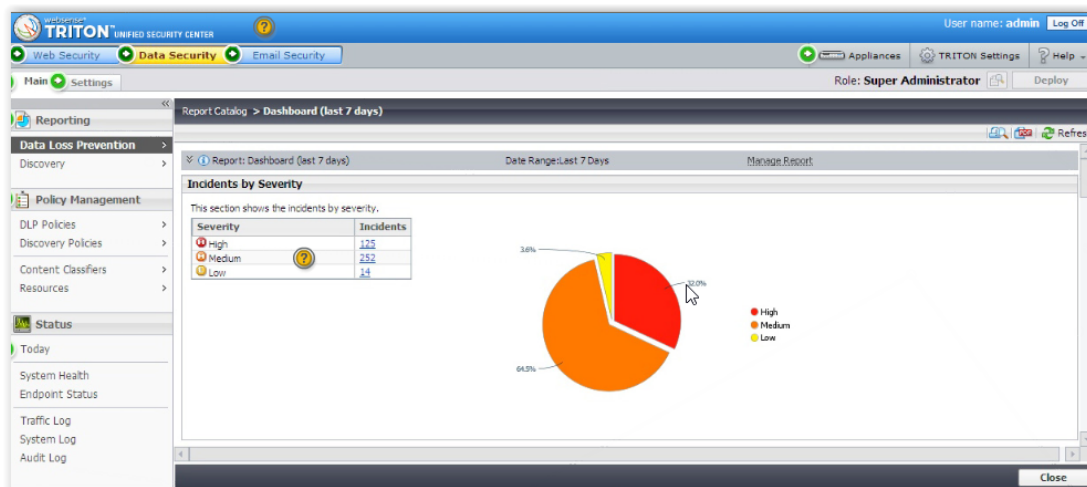 websense
TRITON™ UNIFIED SECURITY CENTER
?
User name: admin
Log Off
Web Security
Data Security
Email Security
Appliances
TRITON Settings
? Help
Main
Settings
Role: Super Administrator
Deploy
Report Catalog > Dashboard (last 7 days)
Refres
Reporting
Data Loss Prevention >
Discovery >
Policy Management
DLP Policies >
Discovery Policies >
Content Classifiers >
Resources >
Status
Today
System Health
Endpoint Status
Traffic Log
System Log
Audit Log
Report: Dashboard (last 7 days)
Date Range:Last 7 Days
Manage Report
Incidents by Severity
This section shows the incidents by severity.
Severity Incidents
High 125
Medium 252
Low 14
?
3.6%
32.0%
64.5%
High
Medium
Low
Close